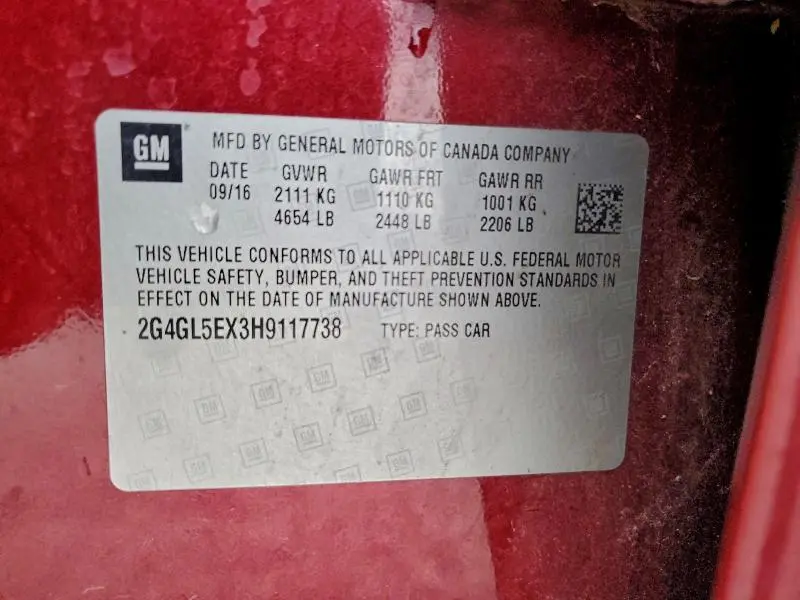 GM MFD BY GENERAL MOTORS OF CANADA COMPANY
DATE GVWR GAWR FRT GAWR RR
09/16 2111 KG 1110 KG 1001 KG
4654 LB 2448 LB 2206 LB
THIS VEHICLE CONFORMS TO ALL APPLICABLE U.S. FEDERAL MOTOR
VEHICLE SAFETY, BUMPER, AND THEFT PREVENTION STANDARDS IN
EFFECT ON THE DATE OF MANUFACTURE SHOWN ABOVE.
2G4GL5EX3H9117738 TYPE: PASS CAR